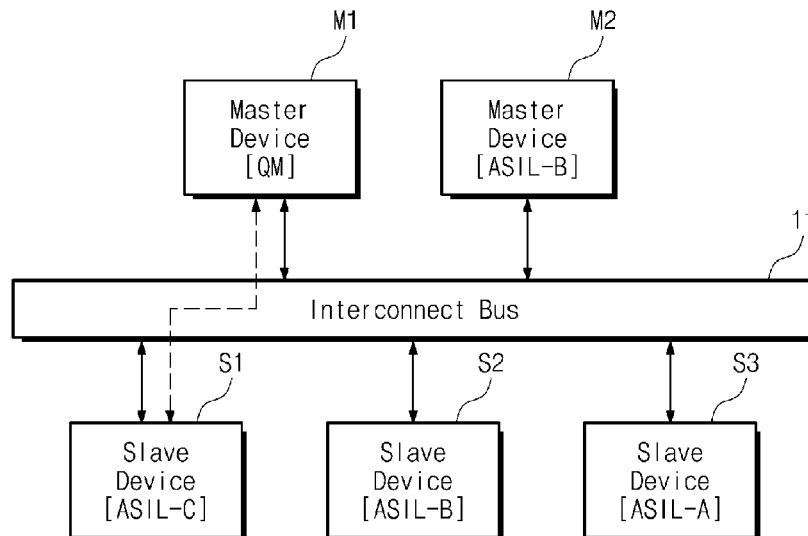 M1
M2
Master
Device
[QM]
Master
Device
[ASIL-B]
Interconnect Bus
S1
S2
S3
Slave
Device
[ASIL-C]
Slave
Device
[ASIL-B]
Slave
Device
[ASIL-A]